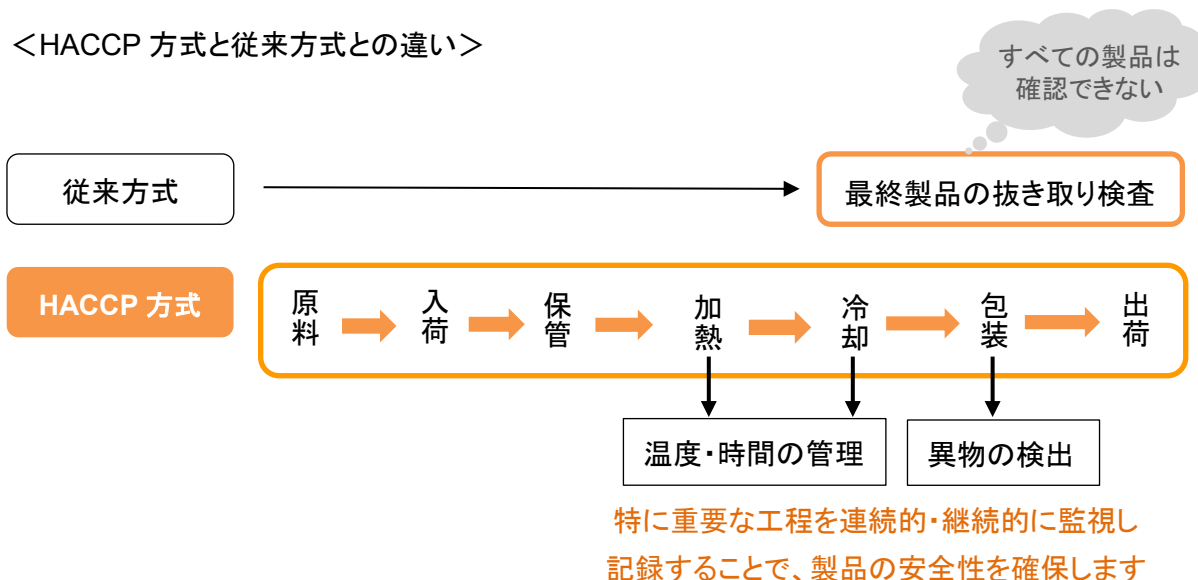 ＜HACCP 方式と従来方式との違い＞
すべての製品は
確認できない
従来方式
最終製品の抜き取り検査
HACCP 方式
原料
入荷
保管
加熱
冷却
包装
出荷
温度・時間の管理
異物の検出
特に重要な工程を連続的・継続的に監視し
記録することで、製品の安全性を確保します